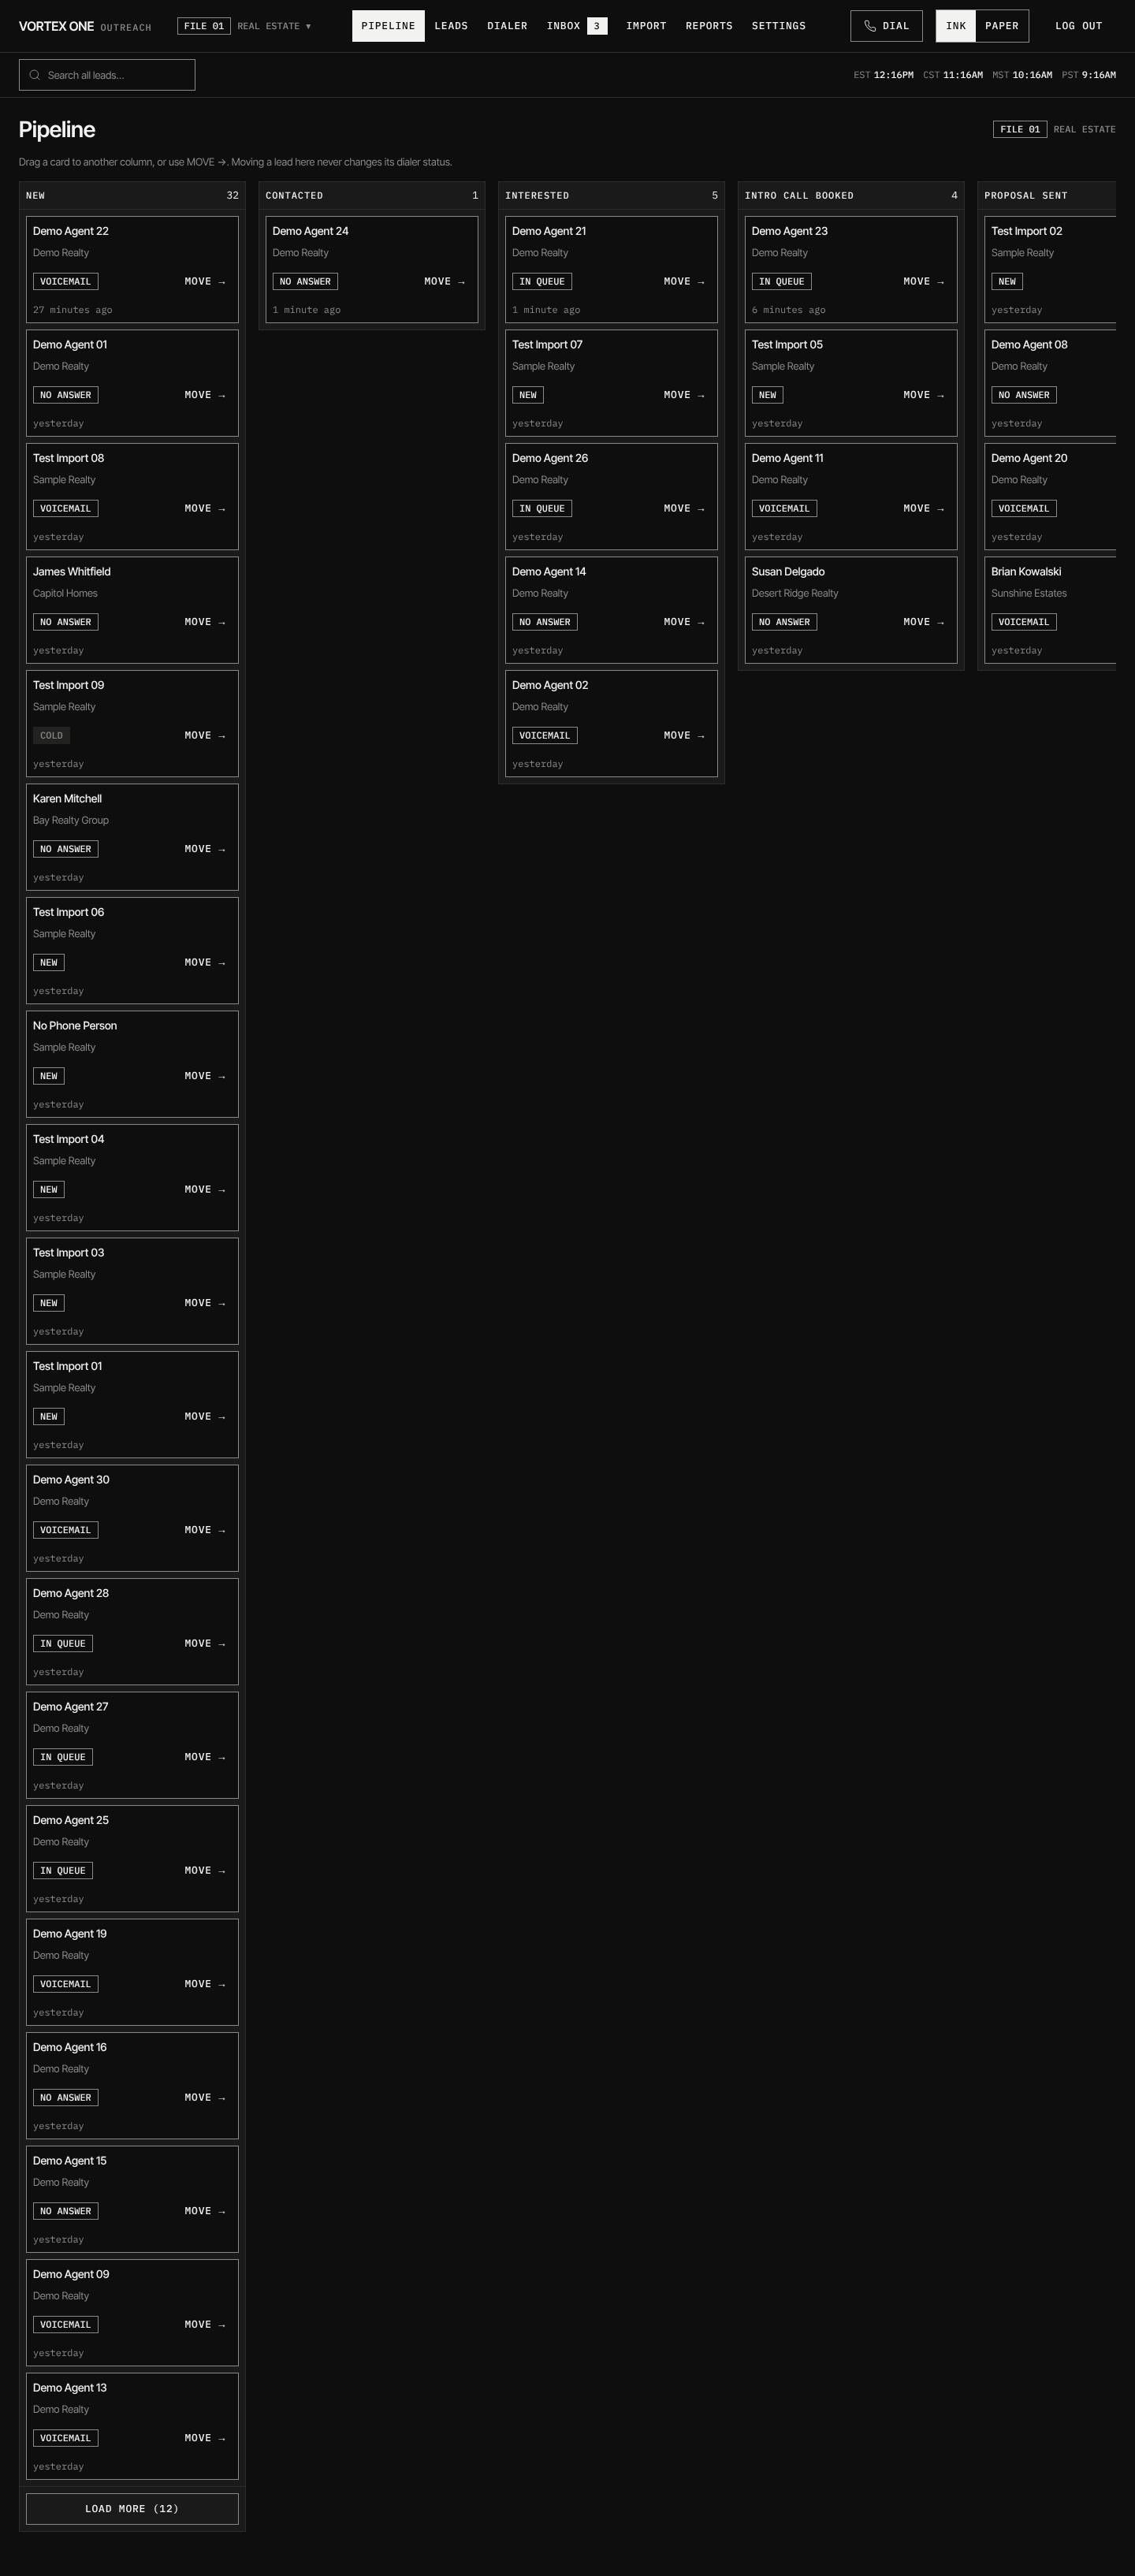 VORTEX ONE OUTREACH FILE 01 REAL ESTATE ▾ PIPELINE LEADS DIALER INBOX 3 IMPORT REPORTS SETTINGS DIAL INK PAPER LOG OUT
Search all leads... EST 12:16PM CST 11:16AM MST 10:16AM PST 9:16AM
Pipeline FILE 01 REAL ESTATE
Drag a card to another column, or use MOVE →. Moving a lead here never changes its dialer status.
NEW 32
Demo Agent 22
Demo Realty
VOICEMAIL MOVE →
27 minutes ago
Demo Agent 01
Demo Realty
NO ANSWER MOVE →
yesterday
Test Import 08
Sample Realty
VOICEMAIL MOVE →
yesterday
James Whitfield
Capitol Homes
NO ANSWER MOVE →
yesterday
Test Import 09
Sample Realty
COLD MOVE →
yesterday
Karen Mitchell
Bay Realty Group
NO ANSWER MOVE →
yesterday
Test Import 06
Sample Realty
NEW MOVE →
yesterday
No Phone Person
Sample Realty
NEW MOVE →
yesterday
Test Import 04
Sample Realty
NEW MOVE →
yesterday
Test Import 03
Sample Realty
NEW MOVE →
yesterday
Test Import 01
Sample Realty
NEW MOVE →
yesterday
Demo Agent 30
Demo Realty
VOICEMAIL MOVE →
yesterday
Demo Agent 28
Demo Realty
IN QUEUE MOVE →
yesterday
Demo Agent 27
Demo Realty
IN QUEUE MOVE →
yesterday
Demo Agent 25
Demo Realty
IN QUEUE MOVE →
yesterday
Demo Agent 19
Demo Realty
VOICEMAIL MOVE →
yesterday
Demo Agent 16
Demo Realty
NO ANSWER MOVE →
yesterday
Demo Agent 15
Demo Realty
NO ANSWER MOVE →
yesterday
Demo Agent 09
Demo Realty
VOICEMAIL MOVE →
yesterday
Demo Agent 13
Demo Realty
VOICEMAIL MOVE →
yesterday
LOAD MORE (12)
CONTACTED 1
Demo Agent 24
Demo Realty
NO ANSWER MOVE →
1 minute ago
INTERESTED 5
Demo Agent 21
Demo Realty
IN QUEUE MOVE →
1 minute ago
Test Import 07
Sample Realty
NEW MOVE →
yesterday
Demo Agent 26
Demo Realty
IN QUEUE MOVE →
yesterday
Demo Agent 14
Demo Realty
NO ANSWER MOVE →
yesterday
Demo Agent 02
Demo Realty
VOICEMAIL MOVE →
yesterday
INTRO CALL BOOKED 4
Demo Agent 23
Demo Realty
IN QUEUE MOVE →
6 minutes ago
Test Import 05
Sample Realty
NEW MOVE →
yesterday
Demo Agent 11
Demo Realty
VOICEMAIL MOVE →
yesterday
Susan Delgado
Desert Ridge Realty
NO ANSWER MOVE →
yesterday
PROPOSAL SENT
Test Import 02
Sample Realty
NEW
yesterday
Demo Agent 08
Demo Realty
NO ANSWER
yesterday
Demo Agent 20
Demo Realty
VOICEMAIL
yesterday
Brian Kowalski
Sunshine Estates
VOICEMAIL
yesterday